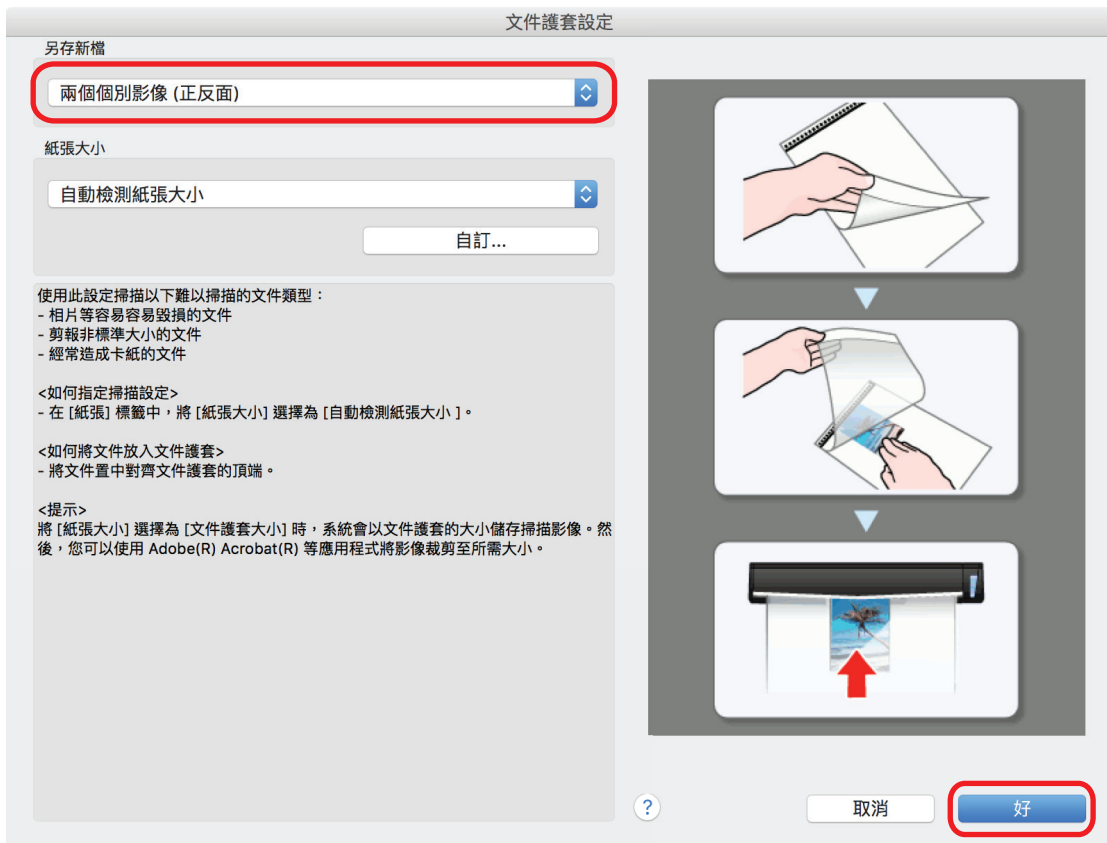 文件護套設定
另存新檔
兩個個別影像 (正反面)
紙張大小
自動檢測紙張大小
自訂...
使用此設定掃描以下難以掃描的文件類型：
- 相片等容易容易毀損的文件
- 剪報非標準大小的文件
- 經常造成卡紙的文件
<如何指定掃描設定>
- 在 [紙張] 標籤中，將 [紙張大小] 選擇為 [自動檢測紙張大小 ]。
<如何將文件放入文件護套>
- 將文件置中對齊文件護套的頂端。
<提示>
將 [紙張大小] 選擇為 [文件護套大小] 時，系統會以文件護套的大小儲存掃描影像。然
後，您可以使用 Adobe(R) Acrobat(R) 等應用程式將影像裁剪至所需大小。
?
取消
好